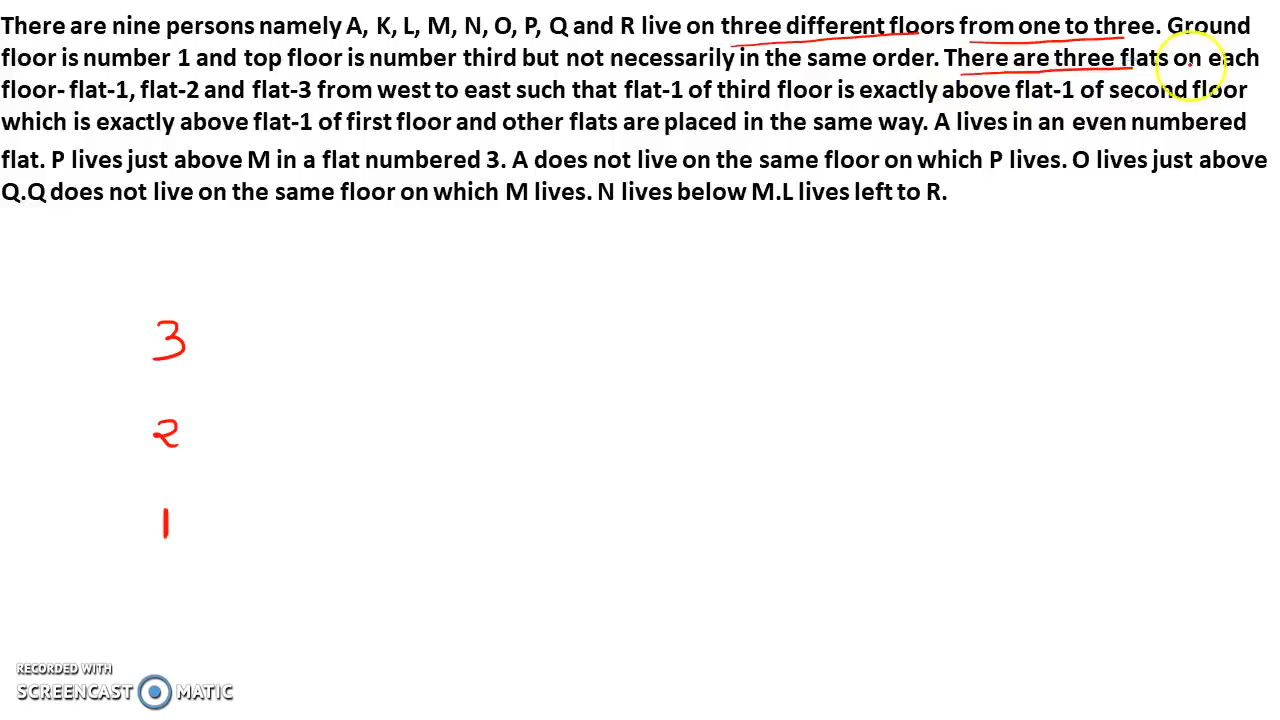 There are nine persons namely A, K, L, M, N, O, P, Q and R live on three different floors from one to three. Ground
floor is number 1 and top floor is number third but not necessarily in the same order. There are three flats on each
floor- flat-1, flat-2 and flat-3 from west to east such that flat-1 of third floor is exactly above flat-1 of second floor
which is exactly above flat-1 of first floor and other flats are placed in the same way. A lives in an even numbered
flat. P lives just above M in a flat numbered 3. A does not live on the same floor on which P lives. O lives just above
Q.Q does not live on the same floor on which M lives. N lives below M.L lives left to R.
3
2
1
RECORDED WITH
SCREENCAST MATIC